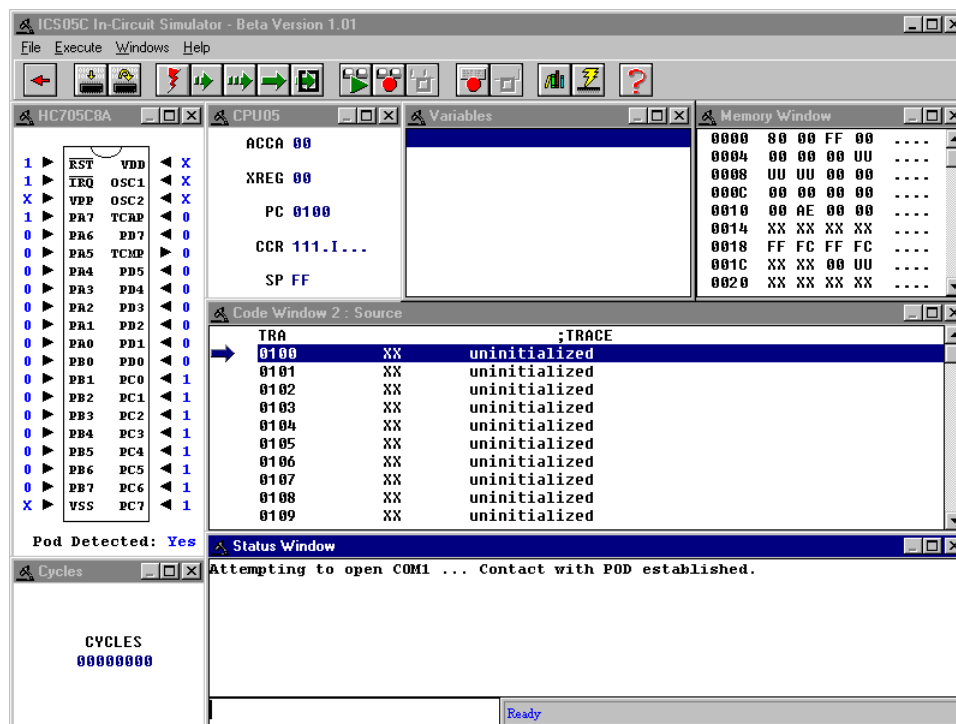 ICS05C In-Circuit Simulator - Beta Version 1.01
File Execute Windows Help
HC705C8A
1 RST VDD X
1 IRQ OSC1 X
X VPP OSC2 X
1 PA7 TCAP 0
0 PA6 PD7 0
0 PA5 TCMP 0
0 PA4 PD5 0
0 PA3 PD4 0
0 PA2 PD3 0
0 PA1 PD2 0
0 PA0 PD1 0
0 PB0 PD0 0
0 PB1 PC0 1
0 PB2 PC1 1
0 PB3 PC2 1
0 PB4 PC3 1
0 PB5 PC4 1
0 PB6 PC5 1
0 PB7 PC6 1
X VSS PC7 1
Pod Detected: Yes
CPU05
ACCA 00
XREG 00
PC 0100
CCR 111.I...
SP FF
Variables
Memory Window
0000 80 00 FF 00 ....
0004 00 00 00 UU ....
0008 UU UU 00 00 ....
000C 00 00 00 00 ....
0010 00 AE 00 00 ....
0014 XX XX XX XX ....
0018 FF FC FF FC ....
001C XX XX 00 UU ....
0020 XX XX XX XX ....
Code Window 2 : Source
TRA ;TRACE
0100 XX uninitialized
0101 XX uninitialized
0102 XX uninitialized
0103 XX uninitialized
0104 XX uninitialized
0105 XX uninitialized
0106 XX uninitialized
0107 XX uninitialized
0108 XX uninitialized
0109 XX uninitialized
Cycles
CYCLES
00000000
Status Window
Attempting to open COM1 ... Contact with POD established.
Ready